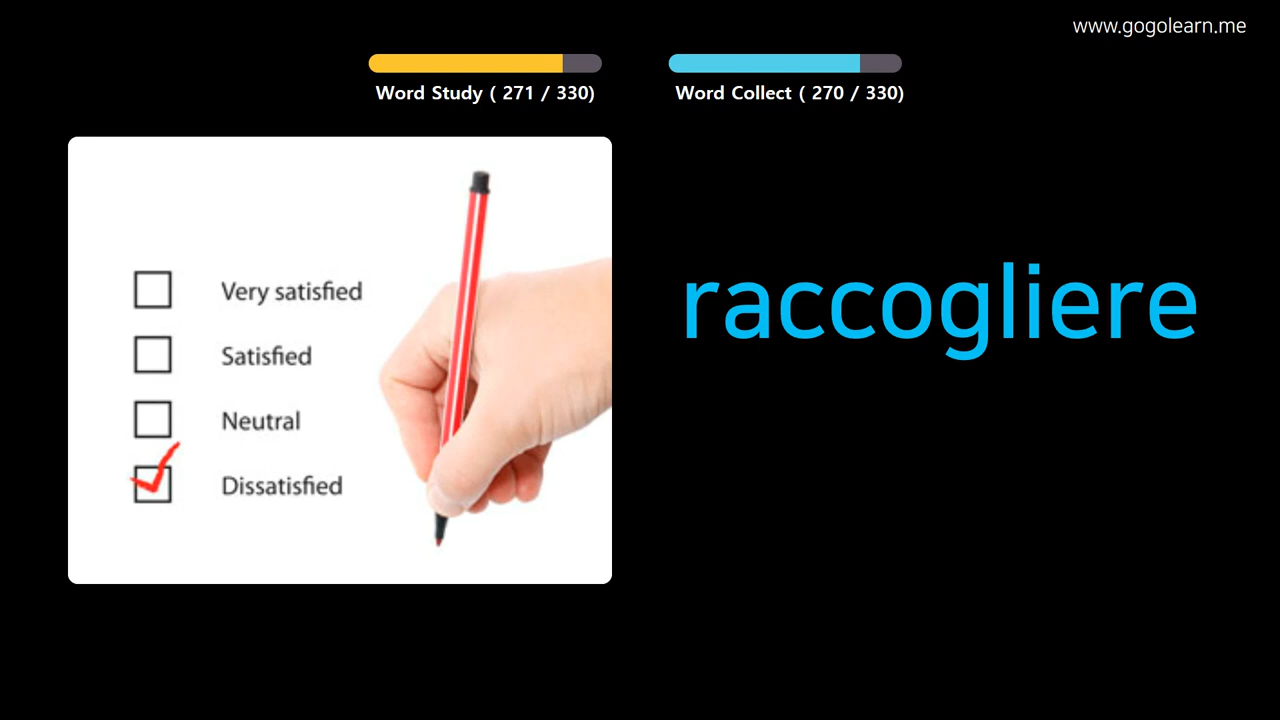 www.gogolearn.me
Word Study ( 271 / 330)
Word Collect ( 270 / 330)
Very satisfied
Satisfied
Neutral
Dissatisfied
raccogliere